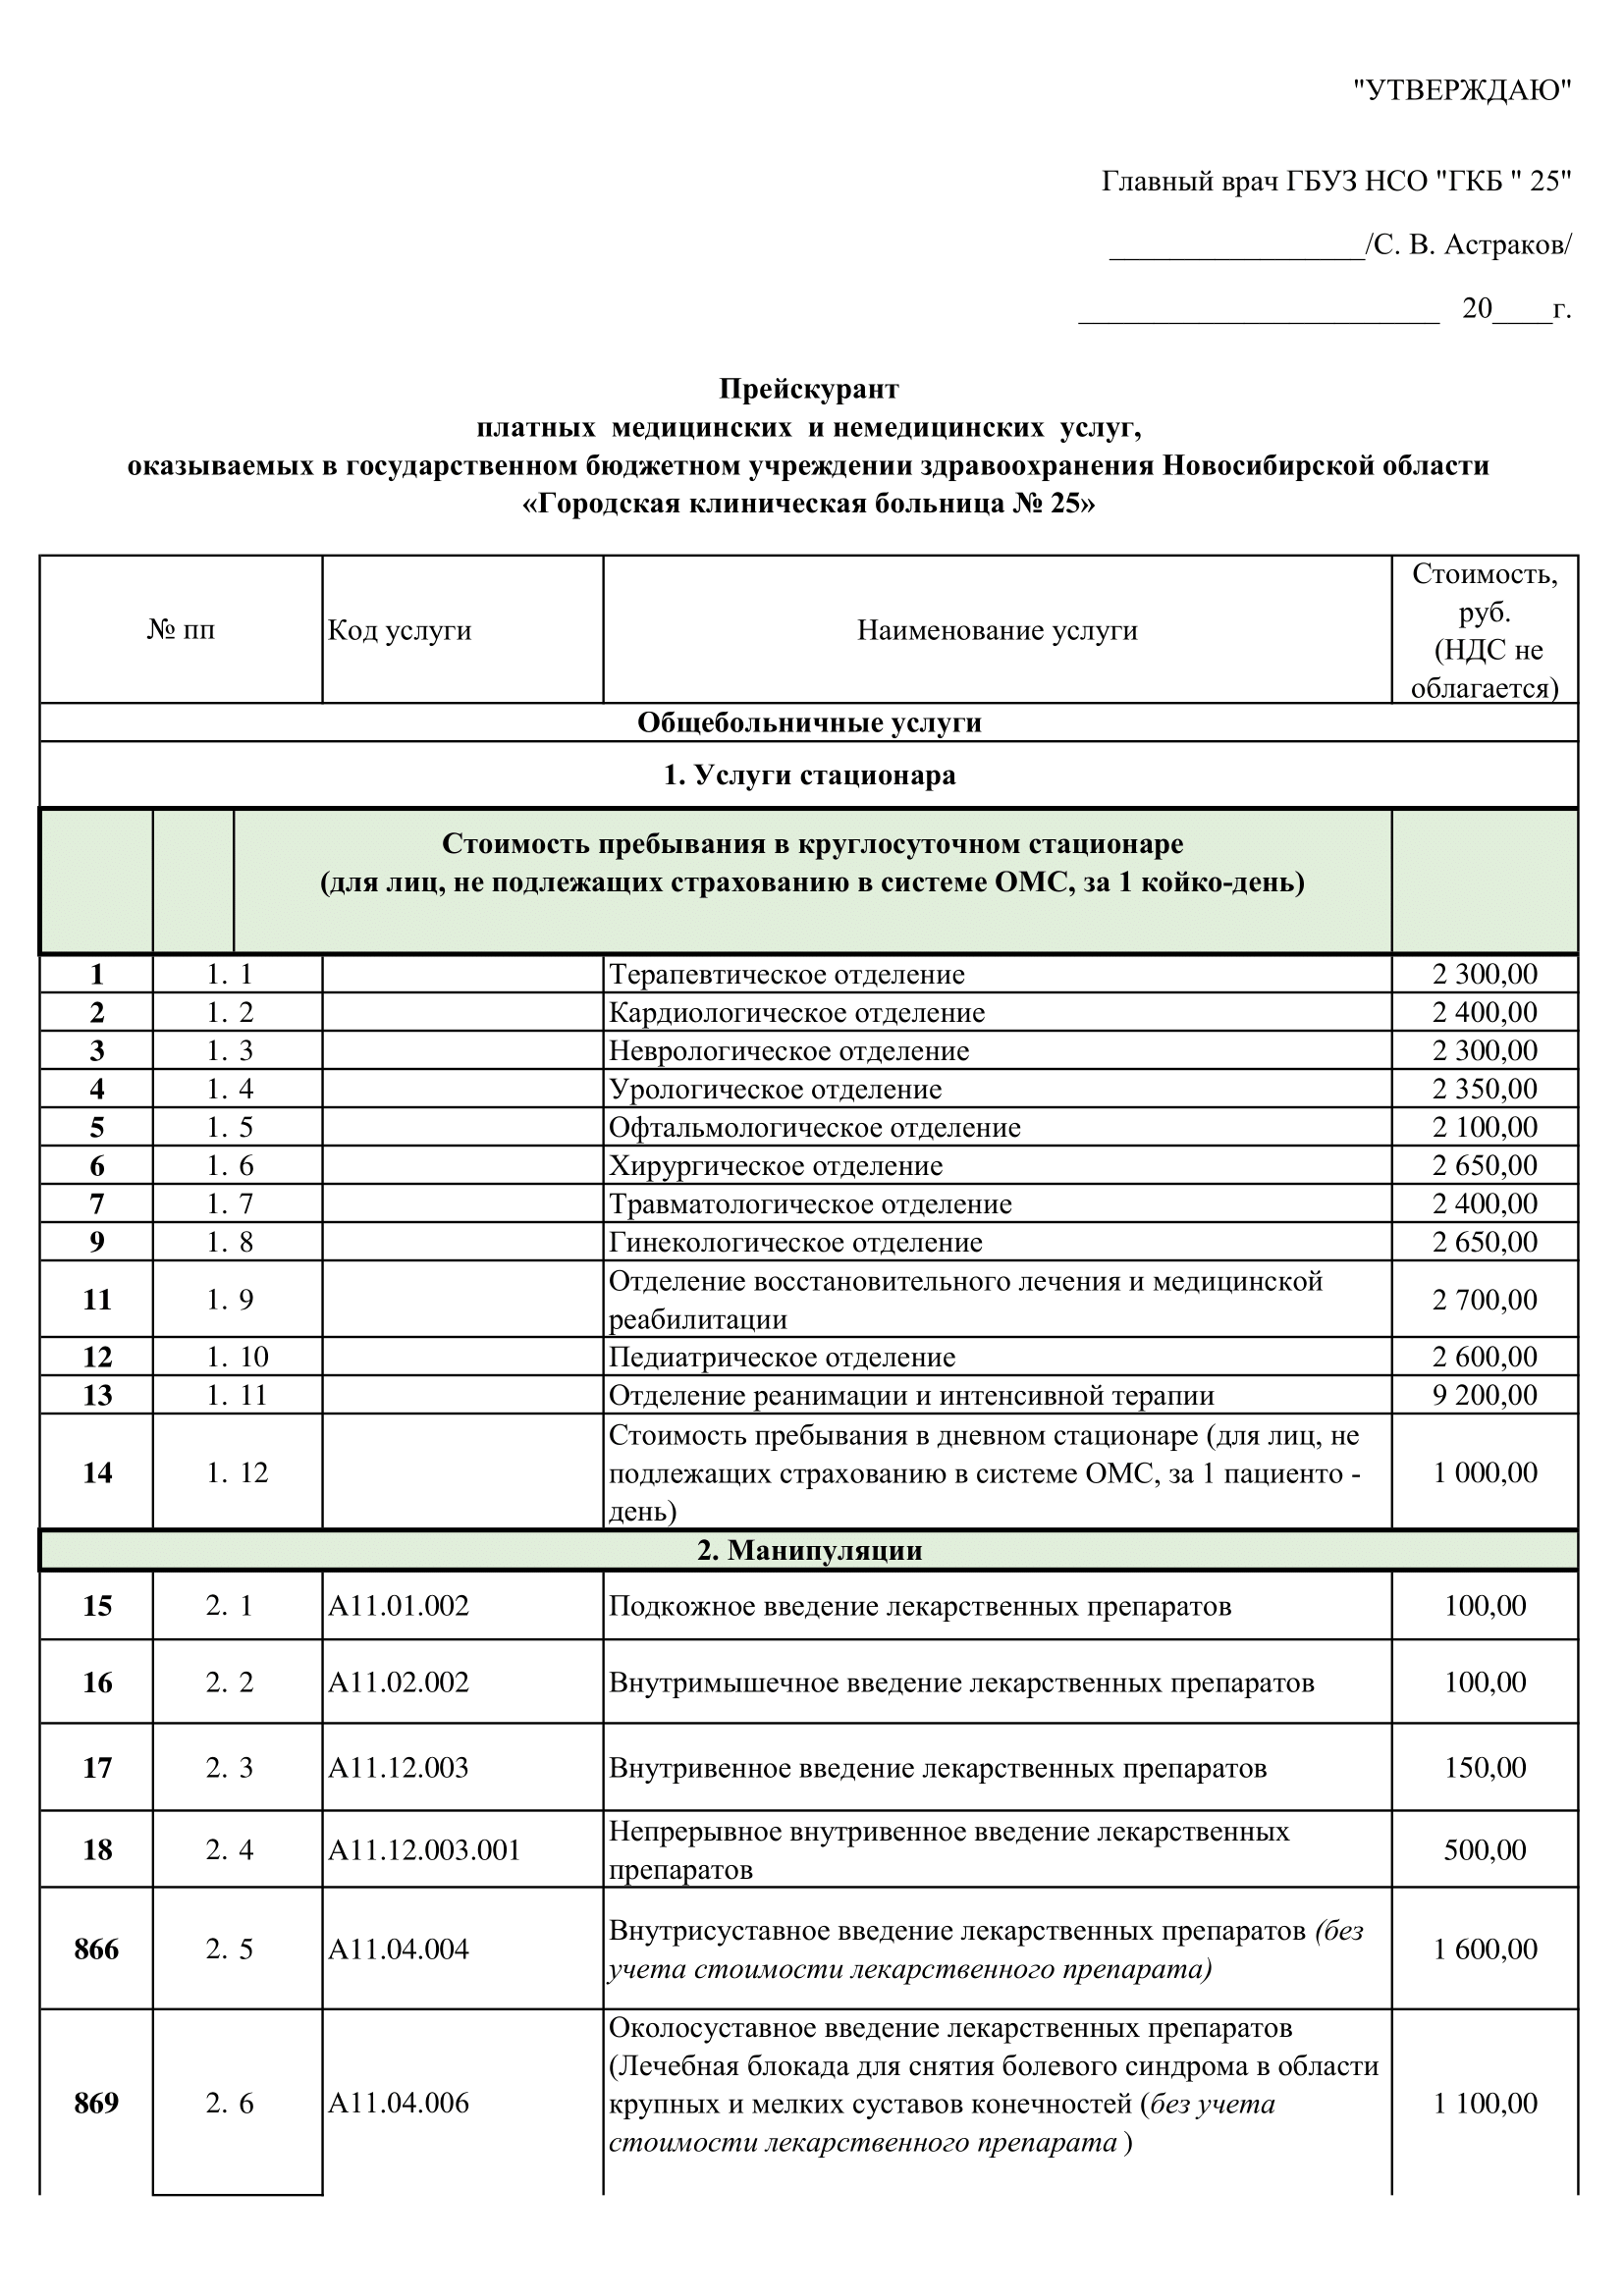 "УТВЕРЖДАЮ"
Главный врач ГБУЗ НСО "ГКБ " 25"
_________________/С. В. Астраков/
________________________ 20____г.
Прейскурант
платных медицинских и немедицинских услуг,
оказываемых в государственном бюджетном учреждении здравоохранения Новосибирской области
«Городская клиническая больница № 25»
№ пп Код услуги Наименование услуги Стоимость,
руб.
(НДС не
облагается)
Общебольничные услуги
1. Услуги стационара
Стоимость пребывания в круглосуточном стационаре
(для лиц, не подлежащих страхованию в системе ОМС, за 1 койко-день)
1 1. 1 Терапевтическое отделение 2 300,00
2 1. 2 Кардиологическое отделение 2 400,00
3 1. 3 Неврологическое отделение 2 300,00
4 1. 4 Урологическое отделение 2 350,00
5 1. 5 Офтальмологическое отделение 2 100,00
6 1. 6 Хирургическое отделение 2 650,00
7 1. 7 Травматологическое отделение 2 400,00
9 1. 8 Гинекологическое отделение 2 650,00
11 1. 9 Отделение восстановительного лечения и медицинской
реабилитации 2 700,00
12 1. 10 Педиатрическое отделение 2 600,00
13 1. 11 Отделение реанимации и интенсивной терапии 9 200,00
14 1. 12 Стоимость пребывания в дневном стационаре (для лиц, не
подлежащих страхованию в системе ОМС, за 1 пациенто -
день) 1 000,00
2. Манипуляции
15 2. 1 А11.01.002 Подкожное введение лекарственных препаратов 100,00
16 2. 2 А11.02.002 Внутримышечное введение лекарственных препаратов 100,00
17 2. 3 А11.12.003 Внутривенное введение лекарственных препаратов 150,00
18 2. 4 А11.12.003.001 Непрерывное внутривенное введение лекарственных
препаратов 500,00
866 2. 5 А11.04.004 Внутрисуставное введение лекарственных препаратов (без
учета стоимости лекарственного препарата) 1 600,00
869 2. 6 А11.04.006 Околосуставное введение лекарственных препаратов
(Лечебная блокада для снятия болевого синдрома в области
крупных и мелких суставов конечностей (без учета
стоимости лекарственного препарата ) 1 100,00